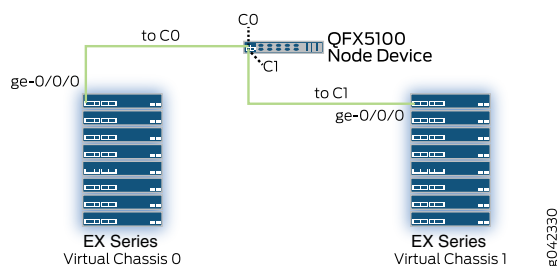 C0
to C0
QFX5100
Node Device
C1
ge-0/0/0
to C1
ge-0/0/0
EX Series
Virtual Chassis 0
EX Series
Virtual Chassis 1
g042330